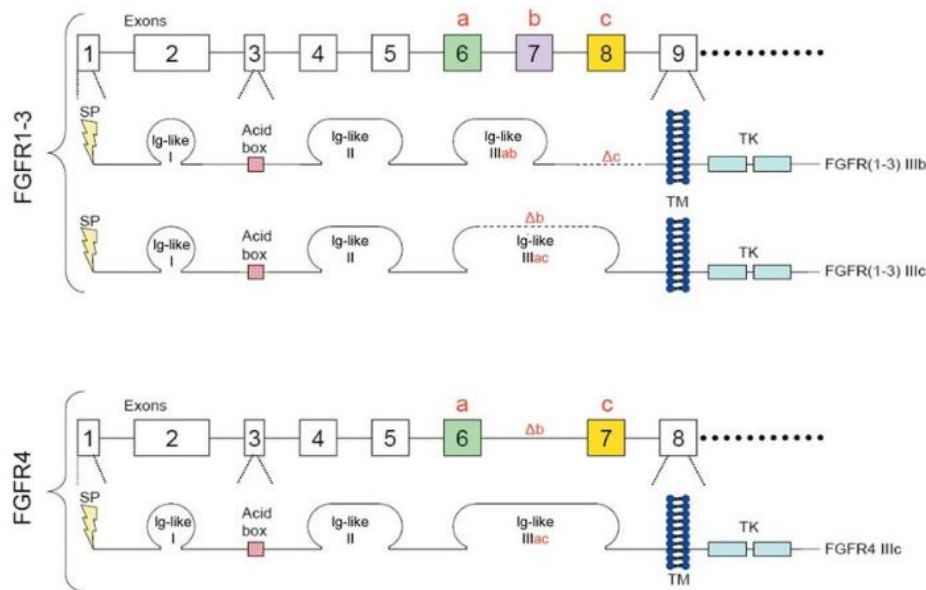 FGFR1-3
Exons
a b c
1 2 3 4 5 6 7 8 9
SP
Ig-like
I
Acid
box
Ig-like
II
Ig-like
IIIab
Δc
TM
TK
FGFR(1-3) IIIb
SP
Ig-like
I
Acid
box
Ig-like
II
Δb
Ig-like
IIIac
TK
FGFR(1-3) IIIc
FGFR4
Exons
a c
1 2 3 4 5 6 Δb 7 8
SP
Ig-like
I
Acid
box
Ig-like
II
Ig-like
IIIac
TM
TK
FGFR4 IIIc